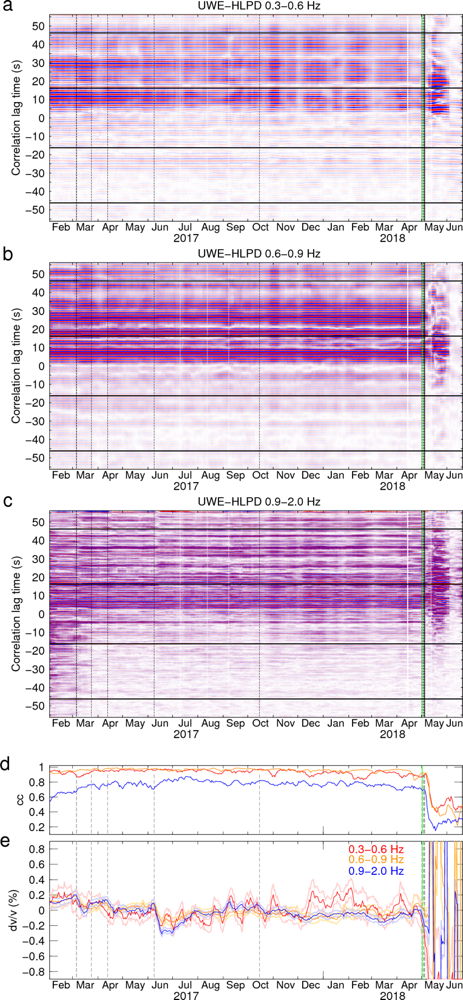 a
UWE−HLPD 0.3−0.6 Hz
Correlation lag time (s)
50
40
30
20
10
0
−10
−20
−30
−40
−50
Feb Mar Apr May Jun Jul Aug Sep Oct Nov Dec Jan Feb Mar Apr May Jun
2017 2018
b
UWE−HLPD 0.6−0.9 Hz
Correlation lag time (s)
50
40
30
20
10
0
−10
−20
−30
−40
−50
Feb Mar Apr May Jun Jul Aug Sep Oct Nov Dec Jan Feb Mar Apr May Jun
2017 2018
c
UWE−HLPD 0.9−2.0 Hz
Correlation lag time (s)
50
40
30
20
10
0
−10
−20
−30
−40
−50
Feb Mar Apr May Jun Jul Aug Sep Oct Nov Dec Jan Feb Mar Apr May Jun
2017 2018
d
cc
1
0.8
0.6
0.4
0.2
e
dv/v (%)
0.8
0.6
0.4
0.2
0
−0.2
−0.4
−0.6
−0.8
0.3−0.6 Hz
0.6−0.9 Hz
0.9−2.0 Hz
Feb Mar Apr May Jun Jul Aug Sep Oct Nov Dec Jan Feb Mar Apr May Jun
2017 2018